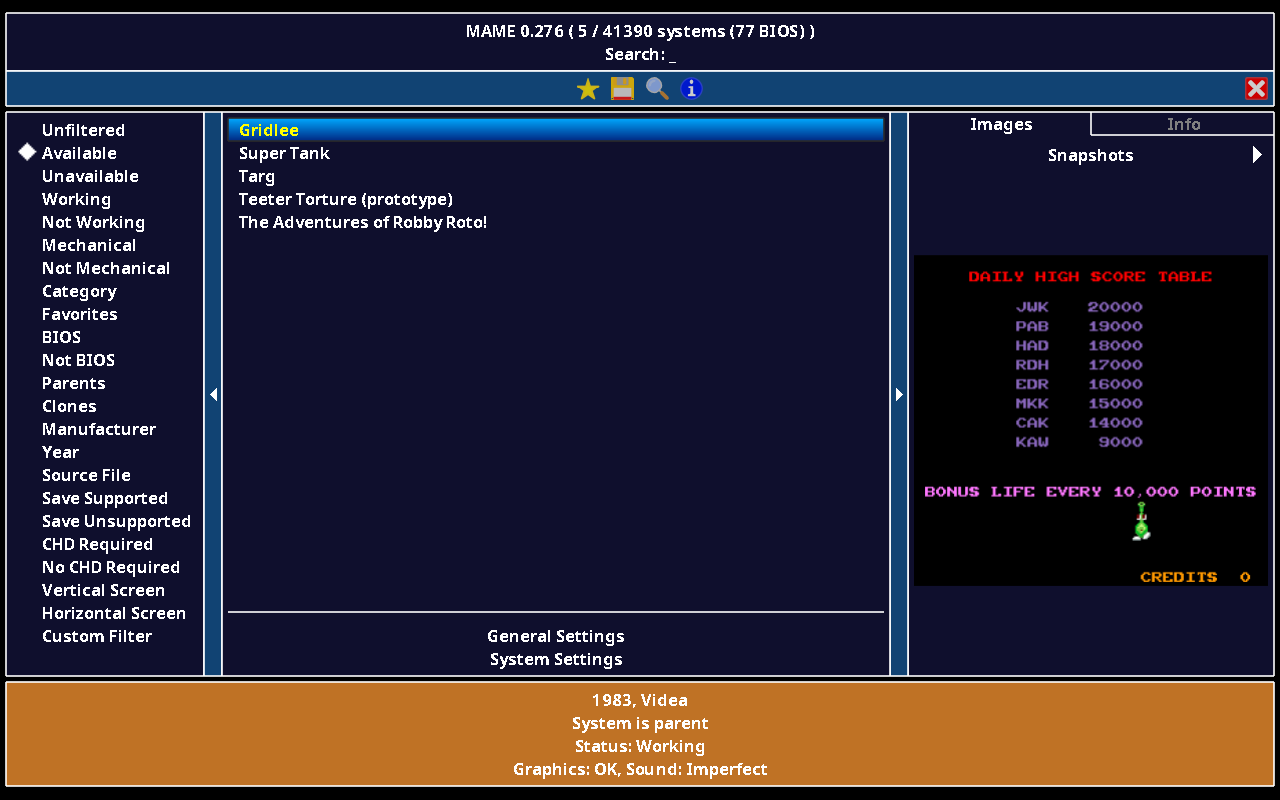 MAME 0.276 ( 5 / 41390 systems (77 BIOS) )
Search: _
Unfiltered
Available
Unavailable
Working
Not Working
Mechanical
Not Mechanical
Category
Favorites
BIOS
Not BIOS
Parents
Clones
Manufacturer
Year
Source File
Save Supported
Save Unsupported
CHD Required
No CHD Required
Vertical Screen
Horizontal Screen
Custom Filter
Gridlee
Super Tank
Targ
Teeter Torture (prototype)
The Adventures of Robby Roto!
General Settings
System Settings
Images Info
Snapshots
DAILY HIGH SCORE TABLE
JWK 20000
PAB 19000
HAD 18000
RDH 17000
EDR 16000
MKK 15000
CAK 14000
KAW 9000
BONUS LIFE EVERY 10,000 POINTS
CREDITS 0
1983, Videa
System is parent
Status: Working
Graphics: OK, Sound: Imperfect